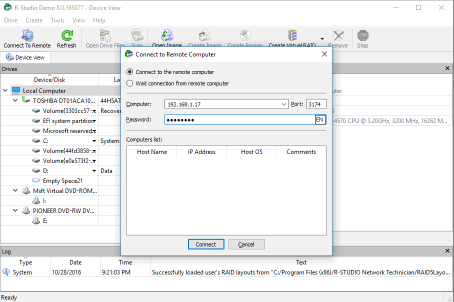 R-Studio Demo 8.0.165077 - Device View
Drive Create Tools View Help
Connect To Remote Refresh Open Drive Files Scan Open Image Create Image Create Region Create Virtual RAID Remove Stop
Device view
Drives
Device/Disk
Local Computer
TOSHIBA DT01ACA10... 44H5AT
Volume(3303cc57-... Recove
EFI system partition
Microsoft reserved
C: System
Volume(44fd3858-
Volume(e0a573f2-
D: Data
Empty Space21
Msft Virtual DVD-ROM...
I:
PIONEER DVD-RW DV...
E:
4570 CPU @ 3.20GHz, 3200 MHz, 16262 M
Connect to Remote Computer
Connect to the remote computer
Wait connection from remote computer
Computer: 192.168.1.17 Port: 3174
Password: ●●●●●●●● EN
Computers list:
Host Name IP Address Host OS Comments
Connect Cancel
Log
Type Date Time Text
System 10/28/2016 9:21:03 PM Successfully loaded user's RAID layouts from "C:/Program Files (x86)/R-STUDIO Network Technician/RAID5Layo...
Ready